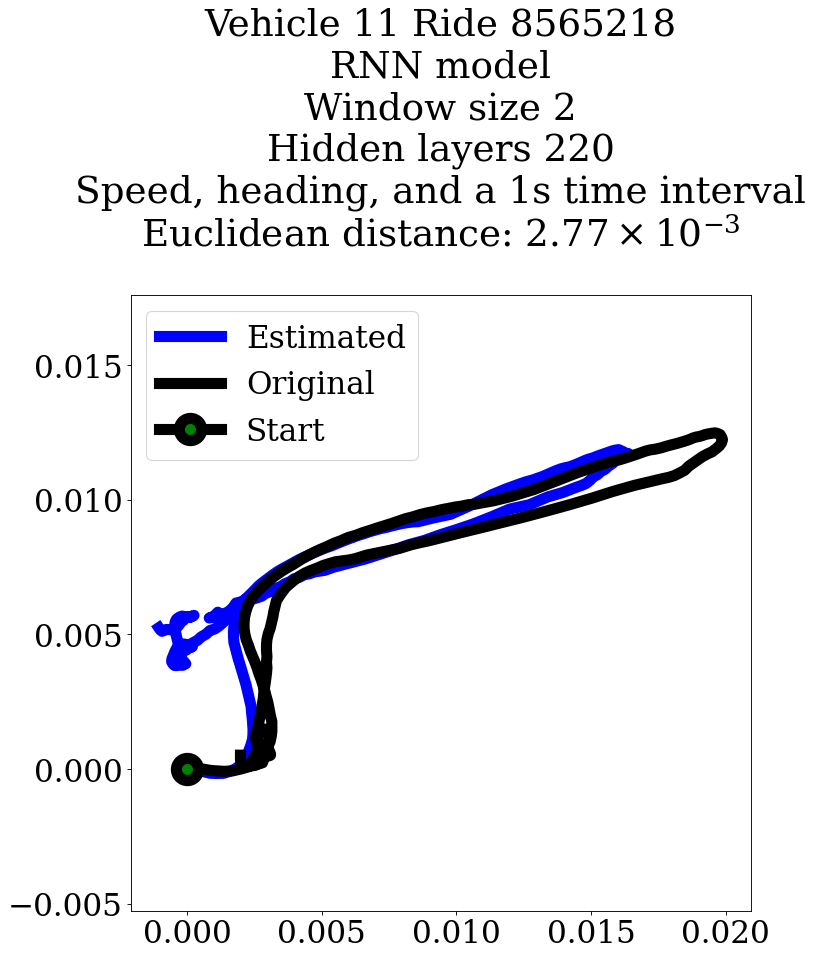 Vehicle 11 Ride 8565218
RNN model
Window size 2
Hidden layers 220
Speed, heading, and a 1s time interval
Euclidean distance: 2.77 × 10⁻³
Estimated
Original
Start
0.015
0.010
0.005
0.000
−0.005
0.000 0.005 0.010 0.015 0.020